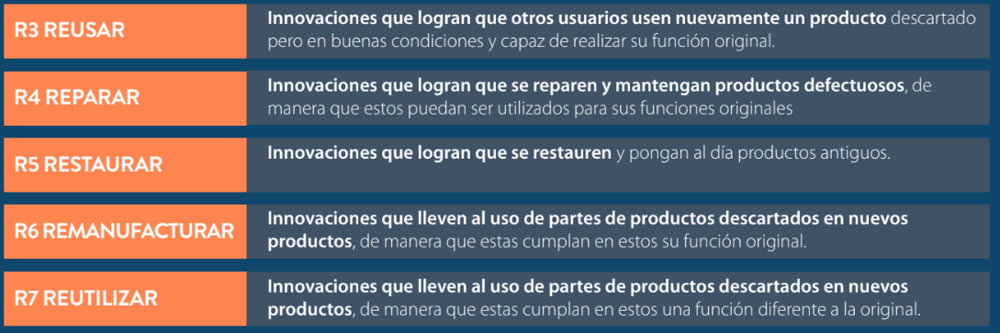 R3 REUSAR
Innovaciones que logran que otros usuarios usen nuevamente un producto descartado
pero en buenas condiciones y capaz de realizar su función original.
R4 REPARAR
Innovaciones que logran que se reparen y mantengan productos defectuosos, de
manera que estos puedan ser utilizados para sus funciones originales
R5 RESTAURAR
Innovaciones que logran que se restauren y pongan al día productos antiguos.
R6 REMANUFACTURAR
Innovaciones que lleven al uso de partes de productos descartados en nuevos
productos, de manera que estas cumplan en estos su función original.
R7 REUTILIZAR
Innovaciones que lleven al uso de partes de productos descartados en nuevos
productos, de manera que estas cumplan en estos una función diferente a la original.